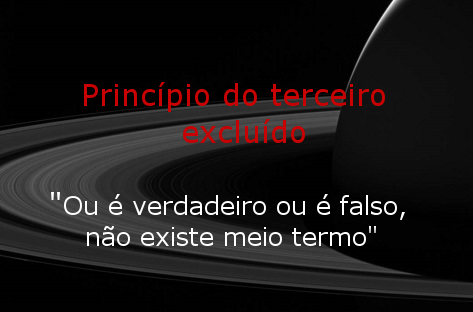 Princípio do terceiro
excluído
"Ou é verdadeiro ou é falso,
não existe meio termo"